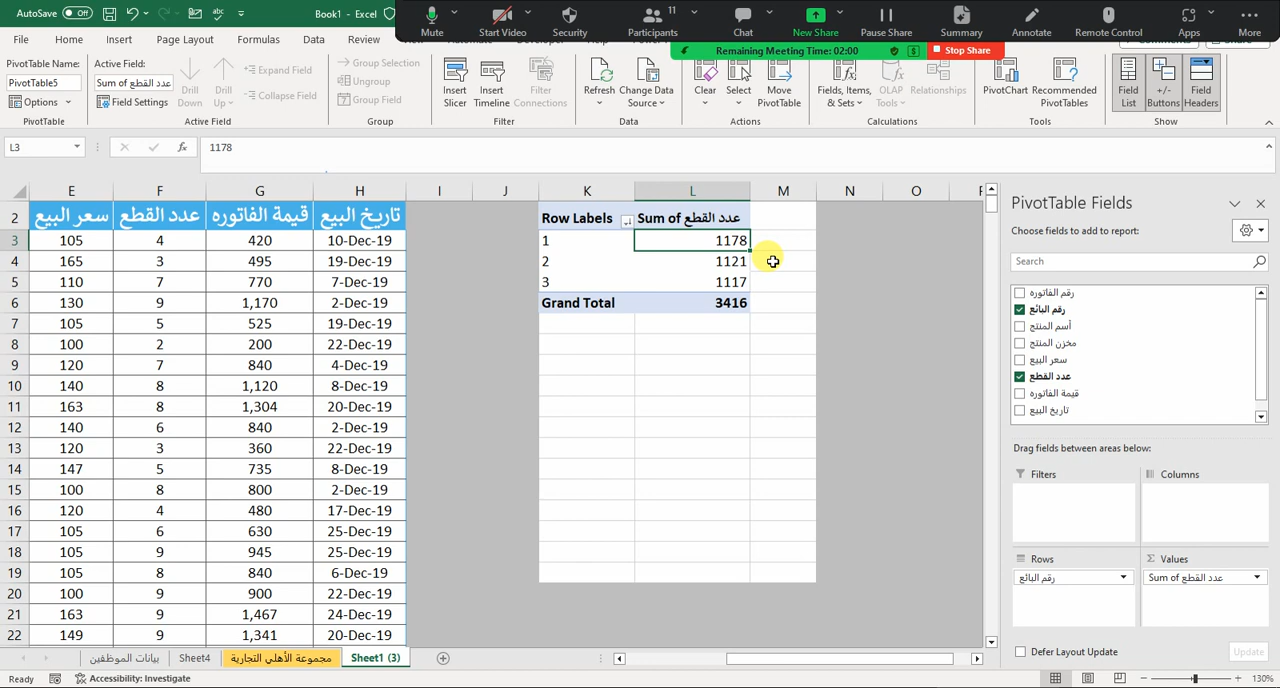 AutoSave Off
Book1 - Excel
Mute
Start Video
Security
Participants
11
Chat
New Share
Pause Share
Summary
Annotate
Remote Control
Apps
More
Remaining Meeting Time: 02:00
Stop Share
File Home Insert Page Layout Formulas Data Review
PivotTable Name
PivotTable5
Options
PivotTable
Active Field:
Sum of عدد القطع
Field Settings
Drill Down
Drill Up
Expand Field
Collapse Field
Active Field
Group Selection
Ungroup
Group Field
Group
Insert Slicer
Insert Timeline
Filter Connections
Filter
Refresh
Change Data Source
Data
Clear
Select
Move PivotTable
Actions
Fields, Items, & Sets
OLAP Tools
Relationships
Calculations
PivotChart
Recommended PivotTables
Tools
Field List
+/- Buttons
Field Headers
Show
L3
fx
1178
E F G H I J K L M N O
2 سعر البيع عدد القطع قيمة الفاتوره تاريخ البيع Row Labels Sum of عدد القطع
3 105 4 420 10-Dec-19 1 1178
4 165 3 495 19-Dec-19 2 1121
5 110 7 770 7-Dec-19 3 1117
6 130 9 1,170 2-Dec-19 Grand Total 3416
7 105 5 525 19-Dec-19
8 100 2 200 22-Dec-19
9 120 7 840 4-Dec-19
10 140 8 1,120 8-Dec-19
11 163 8 1,304 20-Dec-19
12 140 6 840 2-Dec-19
13 120 3 360 22-Dec-19
14 147 5 735 8-Dec-19
15 100 8 800 2-Dec-19
16 120 4 480 17-Dec-19
17 105 6 630 25-Dec-19
18 105 9 945 25-Dec-19
19 105 8 840 6-Dec-19
20 100 9 900 22-Dec-19
21 163 9 1,467 24-Dec-19
22 149 9 1,341 20-Dec-19
PivotTable Fields
Choose fields to add to report:
Search
رقم الفاتوره
رقم البائع
أسم المنتج
مخزن المنتج
سعر البيع
عدد القطع
قيمة الفاتوره
تاريخ البيع
Drag fields between areas below:
Filters
Columns
Rows
Σ Values
رقم البائع
Sum of عدد القطع
Defer Layout Update
Update
بيانات الموظفين
Sheet4
مجموعة الأهلي التجارية
Sheet1 (3)
Ready
Accessibility: Investigate
130%